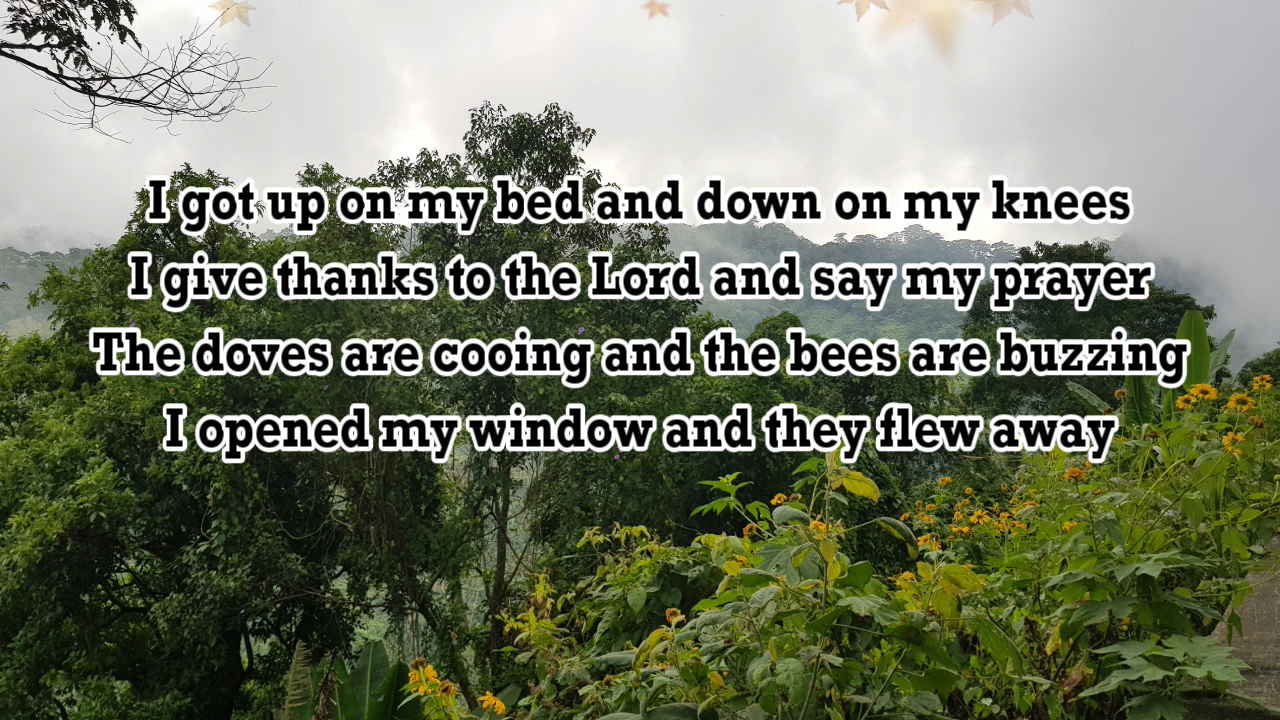 I got up on my bed and down on my knees
I give thanks to the Lord and say my prayer
The doves are cooing and the bees are buzzing
I opened my window and they flew away